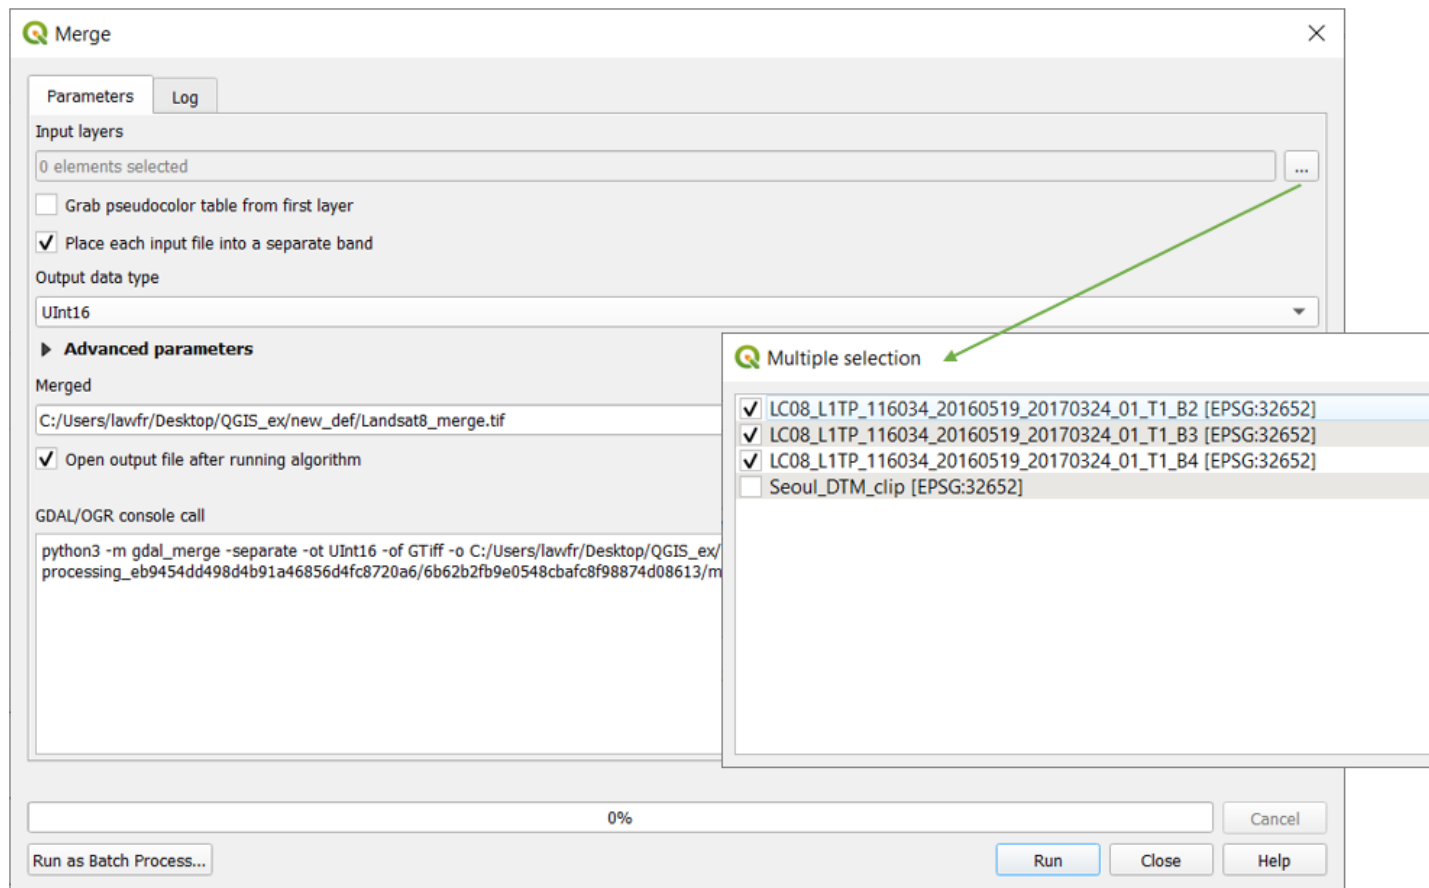 Merge
Parameters
Log
Input layers
0 elements selected
...
Grab pseudocolor table from first layer
Place each input file into a separate band
Output data type
UInt16
Advanced parameters
Merged
C:/Users/lawfr/Desktop/QGIS_ex/new_def/Landsat8_merge.tif
Open output file after running algorithm
GDAL/OGR console call
python3 -m gdal_merge -separate -ot UInt16 -of GTiff -o C:/Users/lawfr/Desktop/QGIS_ex/
processing_eb9454dd498d4b91a46856d4fc8720a6/6b62b2fb9e0548cbafc8f98874d08613/m
Multiple selection
LC08_L1TP_116034_20160519_20170324_01_T1_B2 [EPSG:32652]
LC08_L1TP_116034_20160519_20170324_01_T1_B3 [EPSG:32652]
LC08_L1TP_116034_20160519_20170324_01_T1_B4 [EPSG:32652]
Seoul_DTM_clip [EPSG:32652]
0%
Cancel
Run as Batch Process...
Run
Close
Help